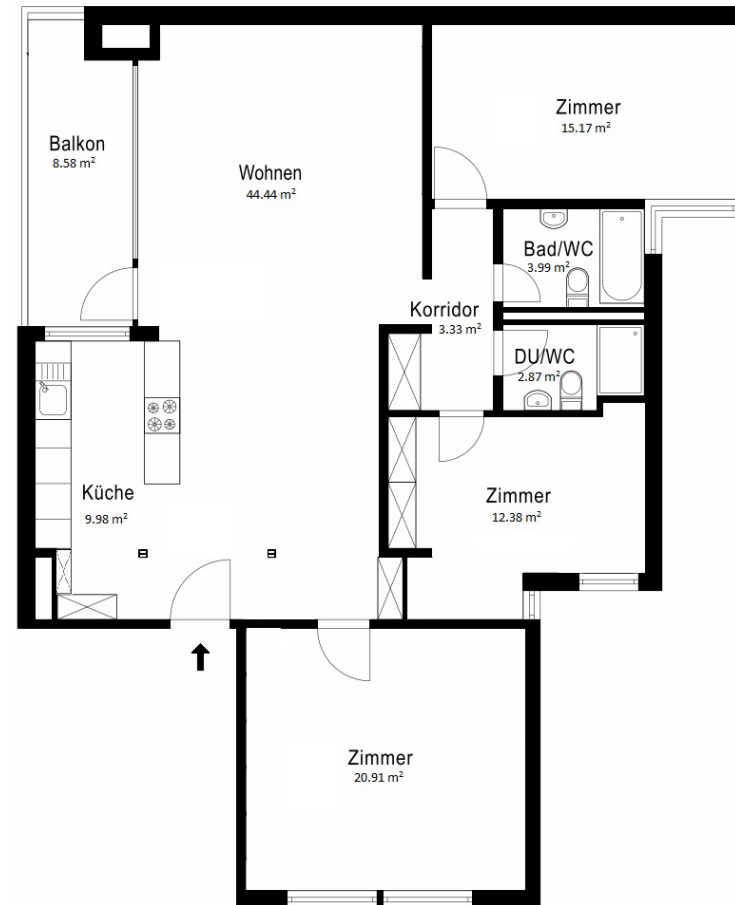 Zimmer
15.17 m²
Balkon
8.58 m²
Wohnen
44.44 m²
Bad/WC
3.99 m²
Korridor
3.33 m²
DU/WC
2.87 m²
Küche
9.98 m²
Zimmer
12.38 m²
Zimmer
20.91 m²